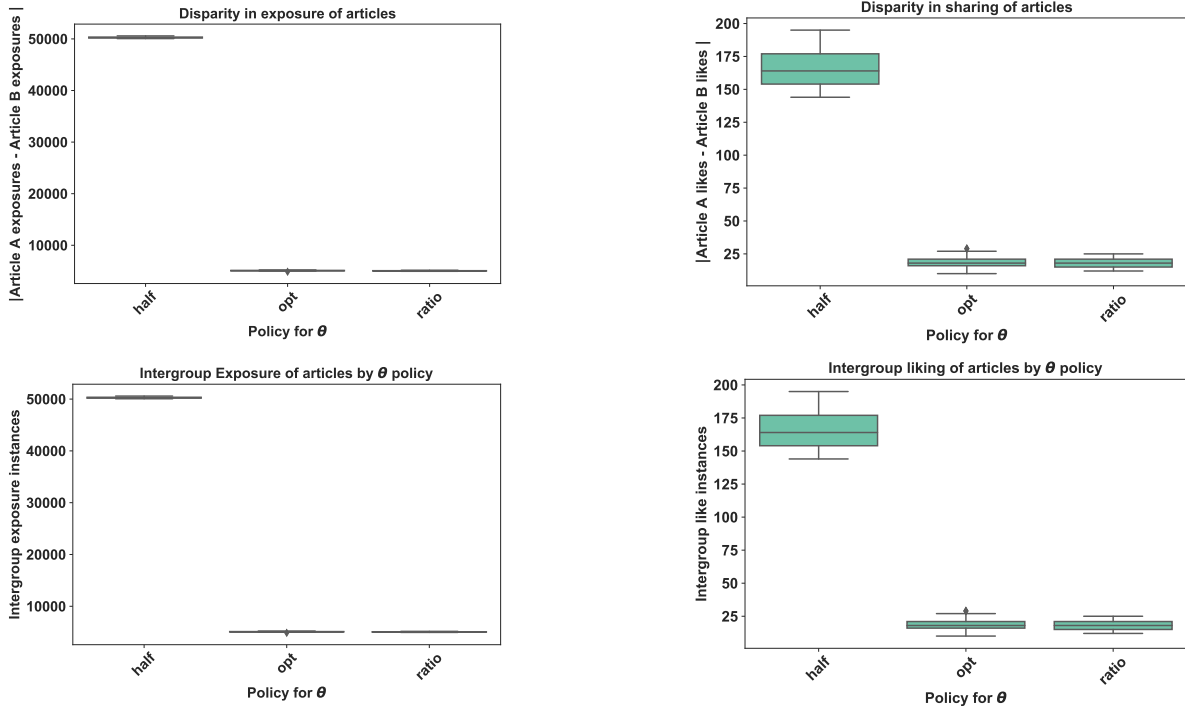 Disparity in exposure of articles
|Article A exposures - Article B exposures |
50000
40000
30000
20000
10000
half
opt
ratio
Policy for θ
Disparity in sharing of articles
|Article A likes - Article B likes |
200
175
150
125
100
75
50
25
half
opt
ratio
Policy for θ
Intergroup Exposure of articles by θ policy
Intergroup exposure instances
50000
40000
30000
20000
10000
half
opt
ratio
Policy for θ
Intergroup liking of articles by θ policy
Intergroup like instances
200
175
150
125
100
75
50
25
half
opt
ratio
Policy for θ